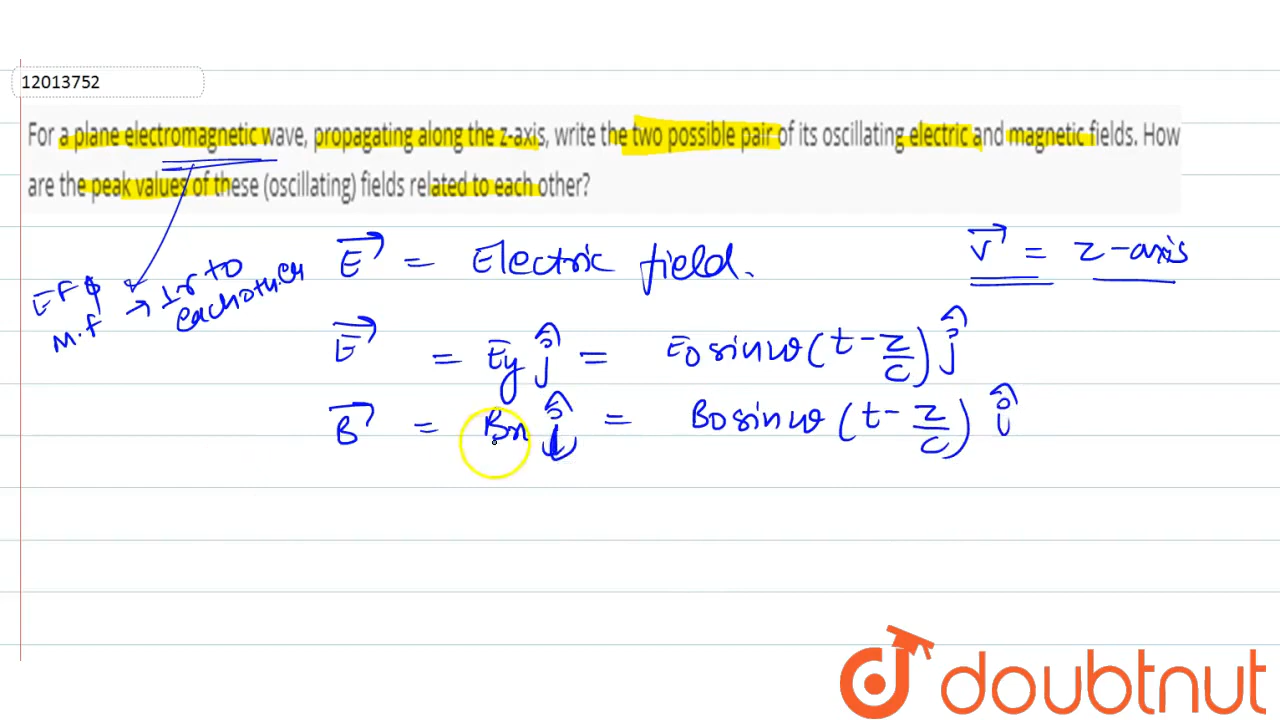 12013752
For a plane electromagnetic wave, propagating along the z-axis, write the two possible pair of its oscillating electric and magnetic fields. How
are the peak values of these (oscillating) fields related to each other?
E⃗ = Electric field.
v⃗ = z-axis
EF &
M.f → ⊥r to
each other
E⃗ = Ey ĵ = E0 sin ω (t - z/c) ĵ
B⃗ = Bx î = B0 sin ω (t - z/c) î
doubtnut